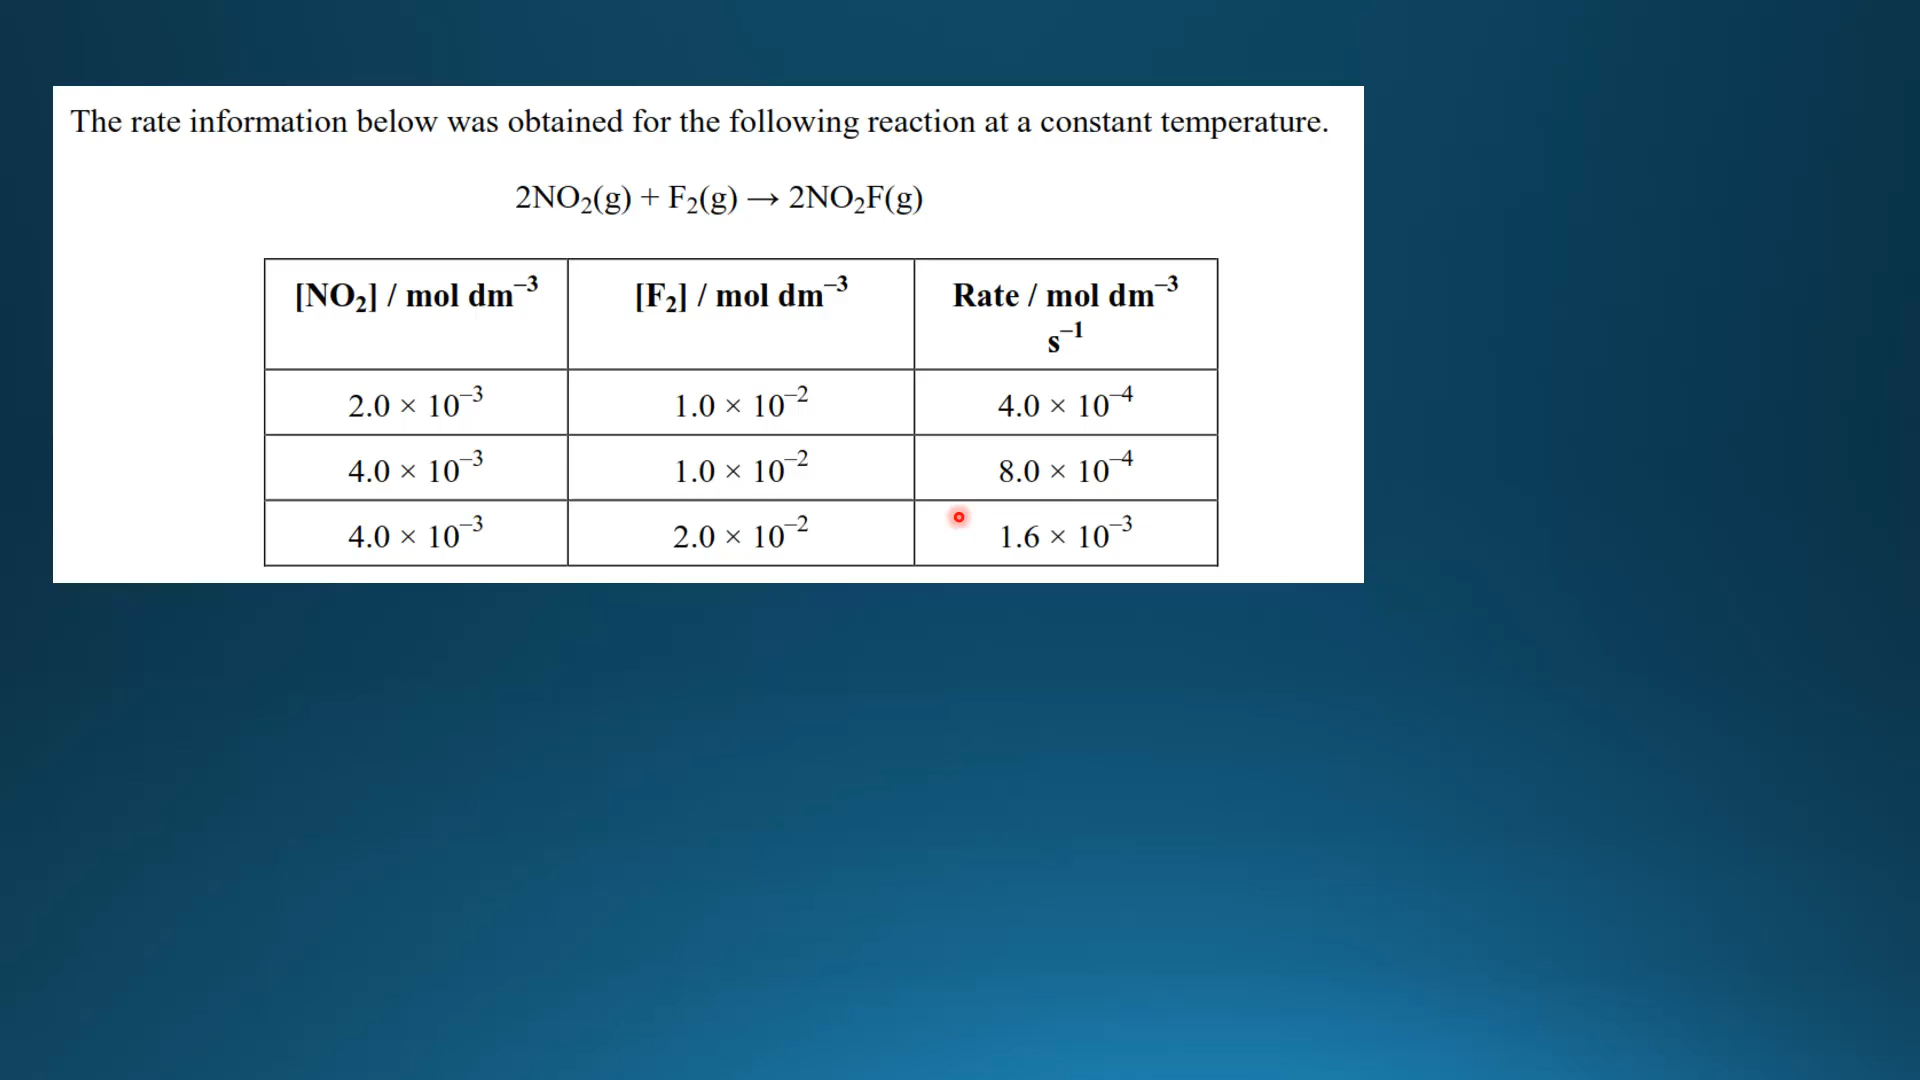 The rate information below was obtained for the following reaction at a constant temperature.
2NO₂(g) + F₂(g) → 2NO₂F(g)
[NO₂] / mol dm⁻³ [F₂] / mol dm⁻³ Rate / mol dm⁻³
s⁻¹
2.0 × 10⁻³ 1.0 × 10⁻² 4.0 × 10⁻⁴
4.0 × 10⁻³ 1.0 × 10⁻² 8.0 × 10⁻⁴
4.0 × 10⁻³ 2.0 × 10⁻² 1.6 × 10⁻³